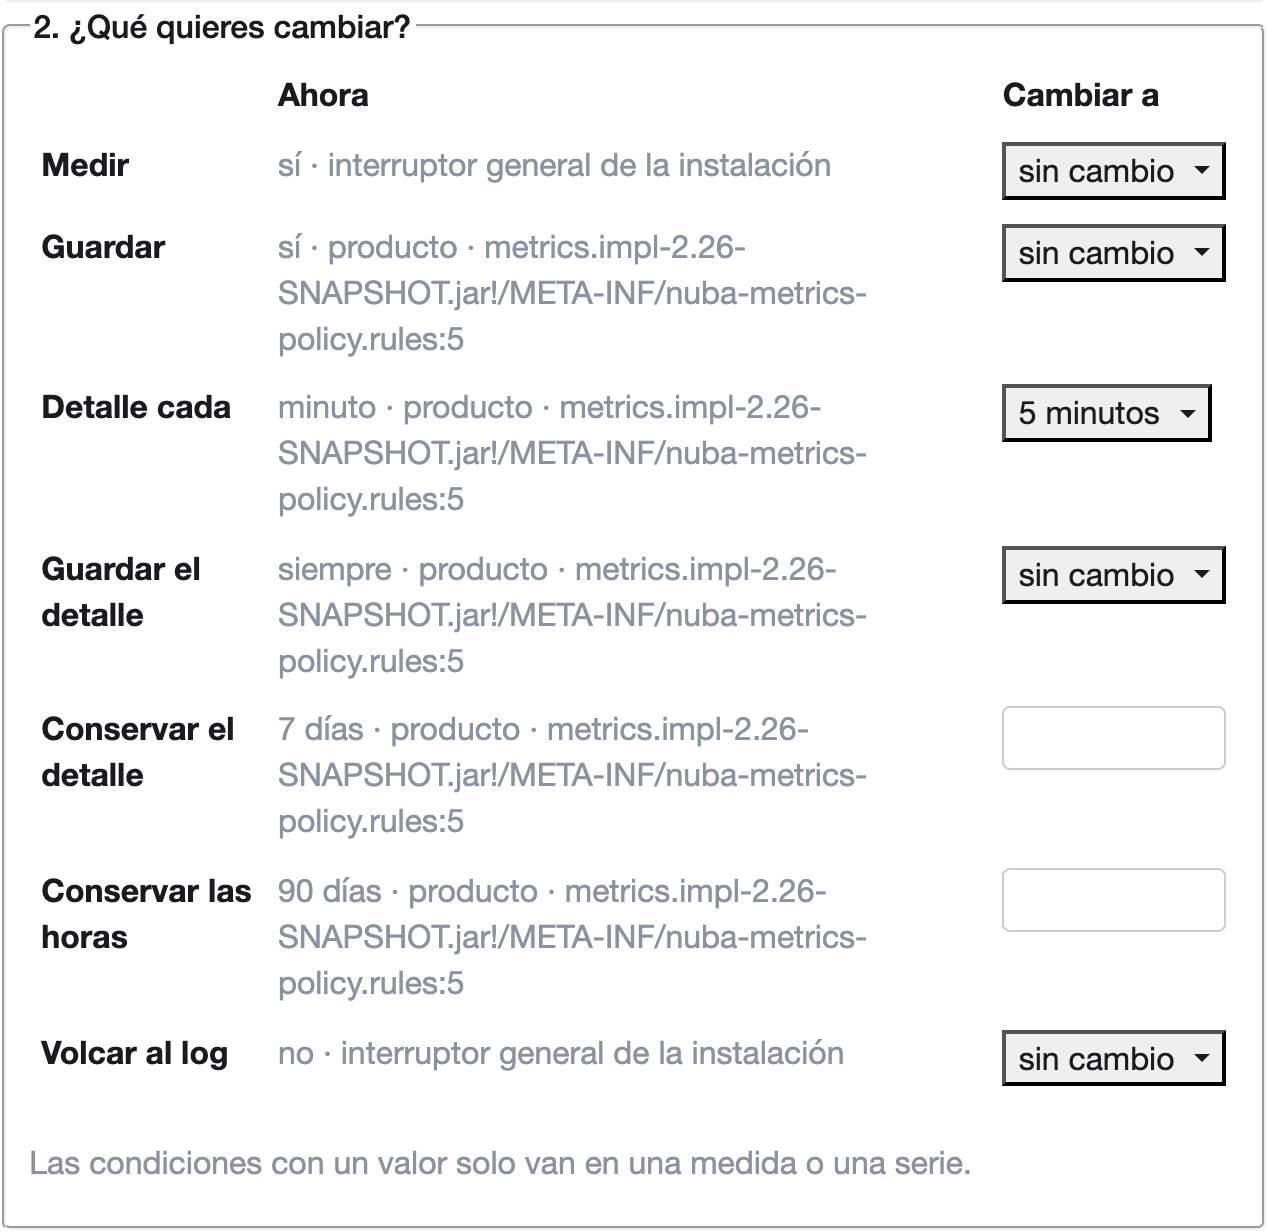 2. ¿Qué quieres cambiar?
Ahora
Cambiar a
Medir
sí · interruptor general de la instalación
sin cambio
Guardar
sí · producto · metrics.impl-2.26-
SNAPSHOT.jar!/META-INF/nuba-metrics-
policy.rules:5
sin cambio
Detalle cada
minuto · producto · metrics.impl-2.26-
SNAPSHOT.jar!/META-INF/nuba-metrics-
policy.rules:5
5 minutos
Guardar el
detalle
siempre · producto · metrics.impl-2.26-
SNAPSHOT.jar!/META-INF/nuba-metrics-
policy.rules:5
sin cambio
Conservar el
detalle
7 días · producto · metrics.impl-2.26-
SNAPSHOT.jar!/META-INF/nuba-metrics-
policy.rules:5
Conservar las
horas
90 días · producto · metrics.impl-2.26-
SNAPSHOT.jar!/META-INF/nuba-metrics-
policy.rules:5
Volcar al log
no · interruptor general de la instalación
sin cambio
Las condiciones con un valor solo van en una medida o una serie.